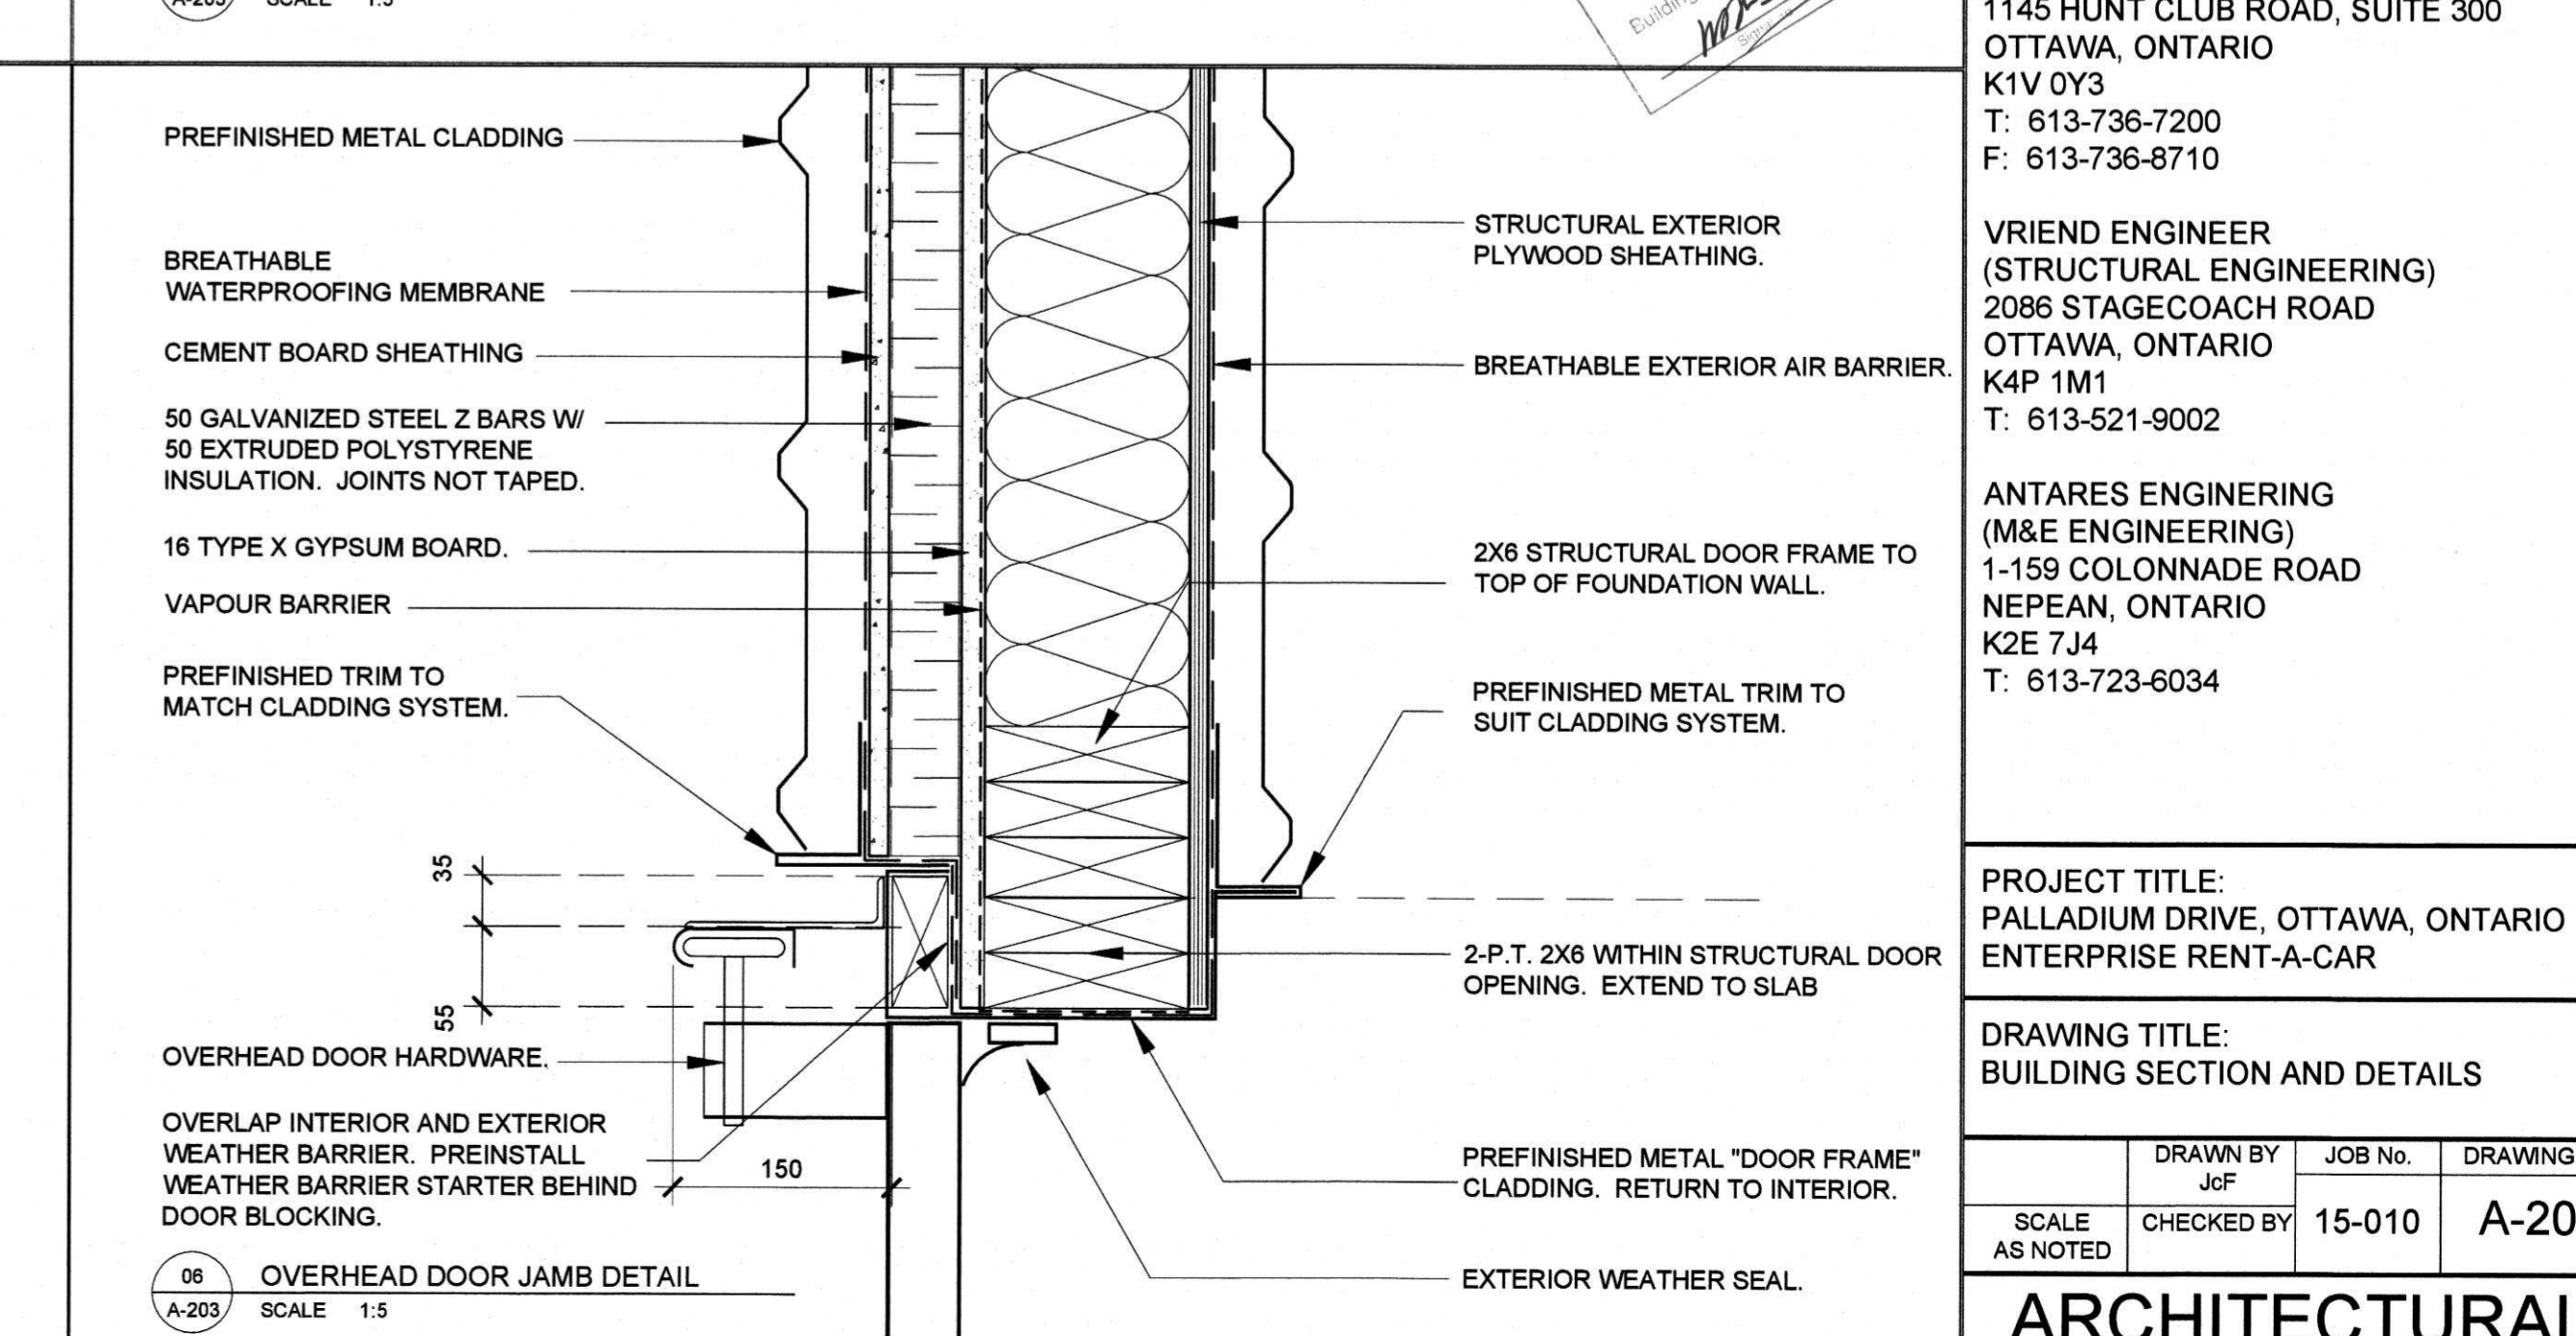 A-203 SCALE 1:5
PREFINISHED METAL CLADDING
BREATHABLE
WATERPROOFING MEMBRANE
CEMENT BOARD SHEATHING
50 GALVANIZED STEEL Z BARS W/
50 EXTRUDED POLYSTYRENE
INSULATION. JOINTS NOT TAPED.
16 TYPE X GYPSUM BOARD.
VAPOUR BARRIER
PREFINISHED TRIM TO
MATCH CLADDING SYSTEM.
35
55
OVERHEAD DOOR HARDWARE.
OVERLAP INTERIOR AND EXTERIOR
WEATHER BARRIER. PREINSTALL
WEATHER BARRIER STARTER BEHIND
DOOR BLOCKING.
150
06 OVERHEAD DOOR JAMB DETAIL
A-203 SCALE 1:5
Building
STRUCTURAL EXTERIOR
PLYWOOD SHEATHING.
BREATHABLE EXTERIOR AIR BARRIER.
2X6 STRUCTURAL DOOR FRAME TO
TOP OF FOUNDATION WALL.
PREFINISHED METAL TRIM TO
SUIT CLADDING SYSTEM.
2-P.T. 2X6 WITHIN STRUCTURAL DOOR
OPENING. EXTEND TO SLAB
PREFINISHED METAL "DOOR FRAME"
CLADDING. RETURN TO INTERIOR.
EXTERIOR WEATHER SEAL.
1145 HUNT CLUB ROAD, SUITE 300
OTTAWA, ONTARIO
K1V 0Y3
T: 613-736-7200
F: 613-736-8710
VRIEND ENGINEER
(STRUCTURAL ENGINEERING)
2086 STAGECOACH ROAD
OTTAWA, ONTARIO
K4P 1M1
T: 613-521-9002
ANTARES ENGINERING
(M&E ENGINEERING)
1-159 COLONNADE ROAD
NEPEAN, ONTARIO
K2E 7J4
T: 613-723-6034
PROJECT TITLE:
PALLADIUM DRIVE, OTTAWA, ONTARIO
ENTERPRISE RENT-A-CAR
DRAWING TITLE:
BUILDING SECTION AND DETAILS
DRAWN BY
JcF
JOB No.
DRAWING
SCALE
AS NOTED
CHECKED BY
15-010
A-20
ARCHITECTURAL